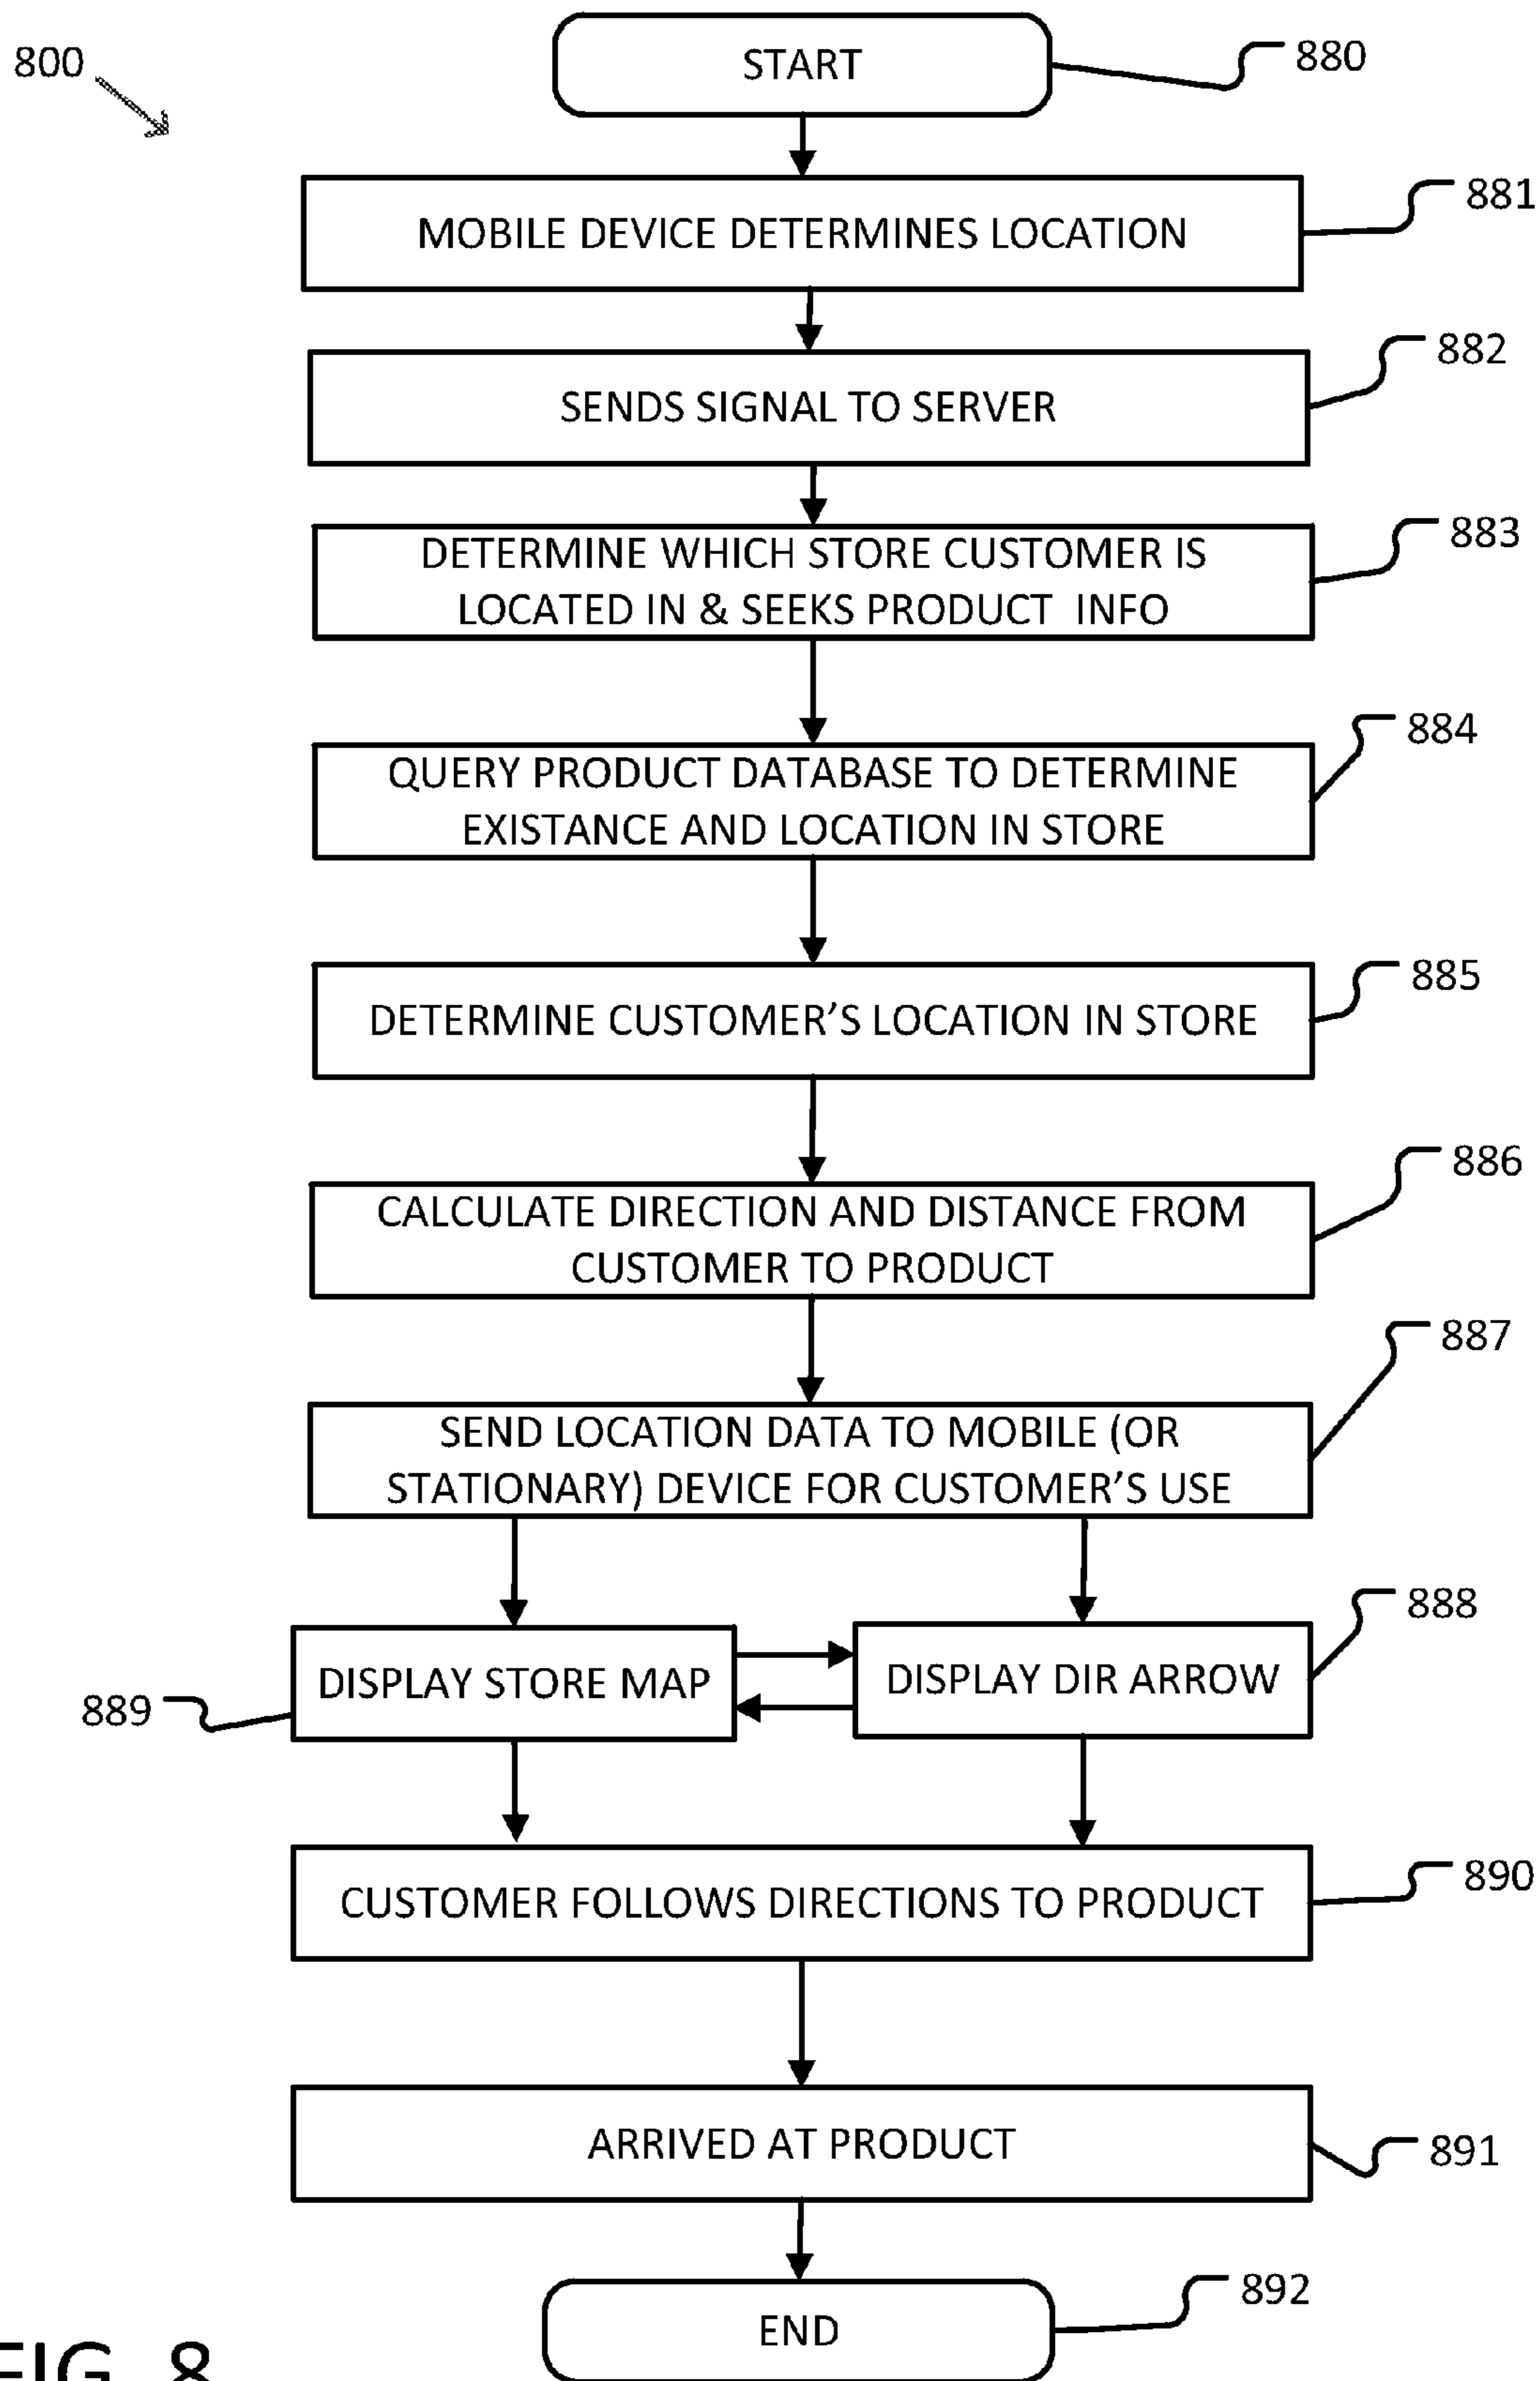 800
START
880
MOBILE DEVICE DETERMINES LOCATION
881
SENDS SIGNAL TO SERVER
882
DETERMINE WHICH STORE CUSTOMER IS
LOCATED IN & SEEKS PRODUCT INFO
883
QUERY PRODUCT DATABASE TO DETERMINE
EXISTANCE AND LOCATION IN STORE
884
DETERMINE CUSTOMER'S LOCATION IN STORE
885
CALCULATE DIRECTION AND DISTANCE FROM
CUSTOMER TO PRODUCT
886
SEND LOCATION DATA TO MOBILE (OR
STATIONARY) DEVICE FOR CUSTOMER'S USE
887
DISPLAY STORE MAP
889
DISPLAY DIR ARROW
888
CUSTOMER FOLLOWS DIRECTIONS TO PRODUCT
890
ARRIVED AT PRODUCT
891
END
892
FIG. 8